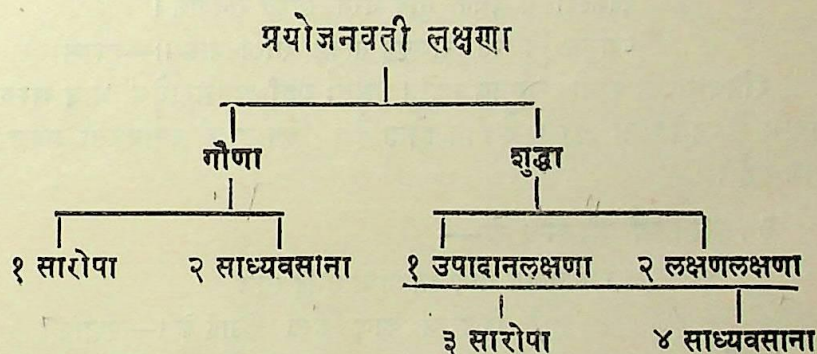 प्रयोजनवती लक्षणा
गौणा शुद्धा
१ सारोपा २ साध्यवसाना १ उपादानलक्षणा २ लक्षणलक्षणा
३ सारोपा ४ साध्यवसाना